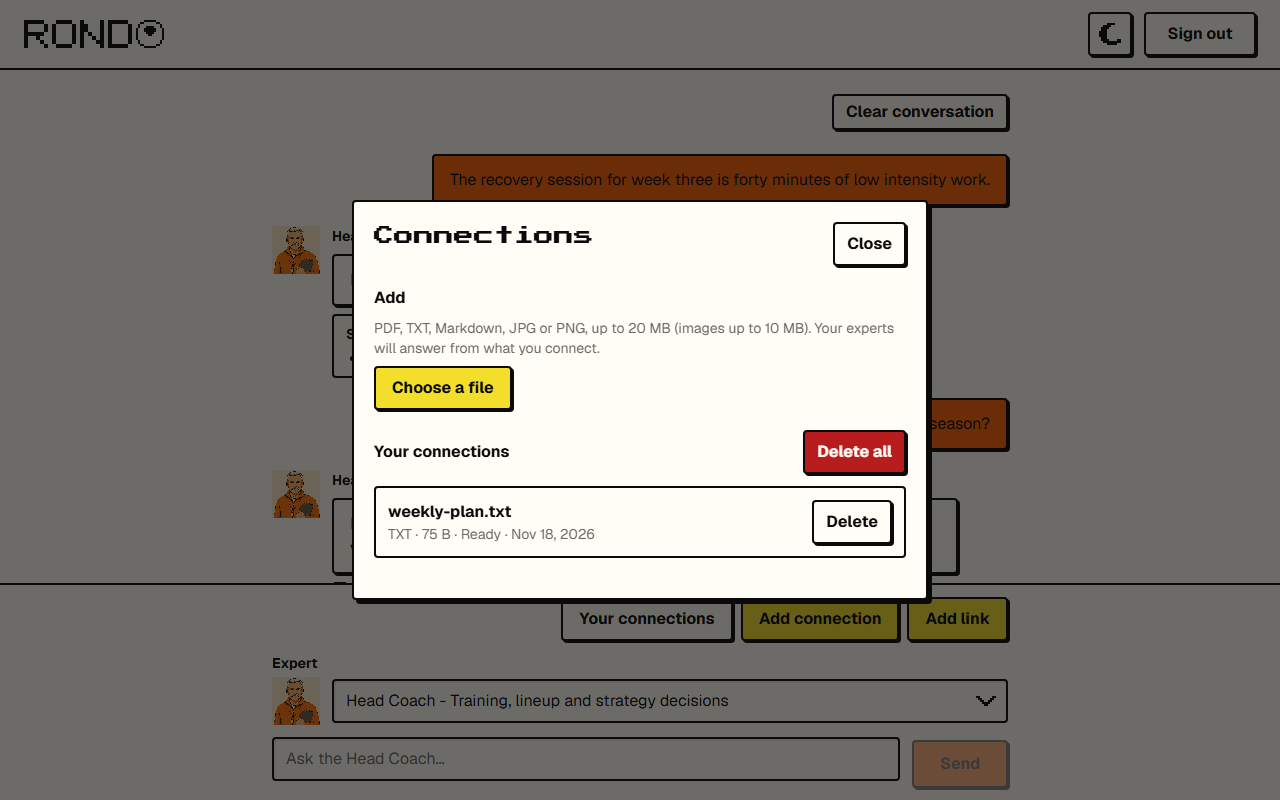 RONDO
Sign out
Clear conversation
The recovery session for week three is forty minutes of low intensity work.
Connections
Close
Add
PDF, TXT, Markdown, JPG or PNG, up to 20 MB (images up to 10 MB). Your experts
will answer from what you connect.
Choose a file
season?
Your connections
Delete all
weekly-plan.txt
TXT · 75 B · Ready · Nov 18, 2026
Delete
Your connections
Add connection
Add link
Expert
Head Coach - Training, lineup and strategy decisions
Ask the Head Coach...
Send